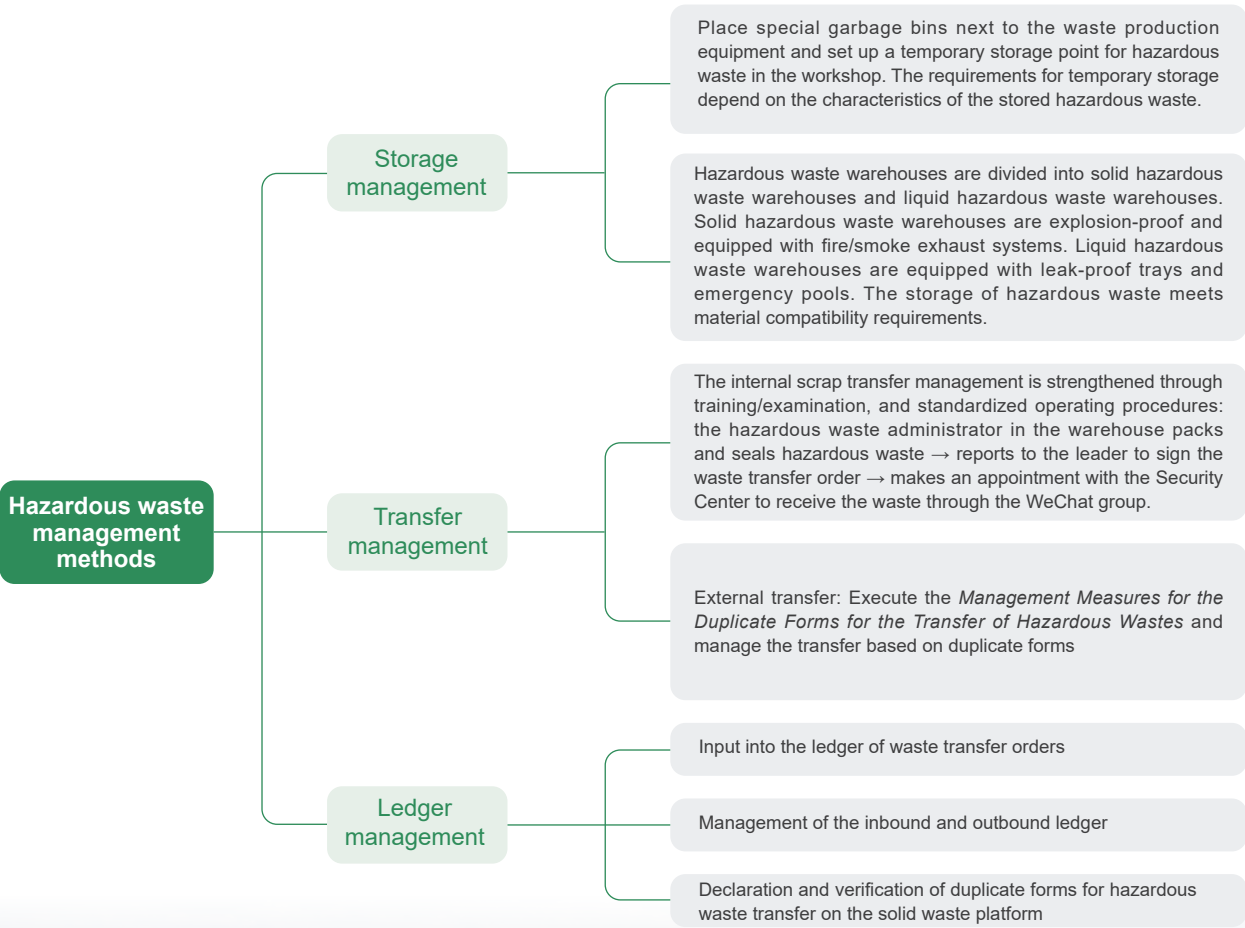 Hazardous waste
management
methods
Storage
management
Place special garbage bins next to the waste production
equipment and set up a temporary storage point for hazardous
waste in the workshop. The requirements for temporary storage
depend on the characteristics of the stored hazardous waste.
Hazardous waste warehouses are divided into solid hazardous
waste warehouses and liquid hazardous waste warehouses.
Solid hazardous waste warehouses are explosion-proof and
equipped with fire/smoke exhaust systems. Liquid hazardous
waste warehouses are equipped with leak-proof trays and
emergency pools. The storage of hazardous waste meets
material compatibility requirements.
Transfer
management
The internal scrap transfer management is strengthened through
training/examination, and standardized operating procedures:
the hazardous waste administrator in the warehouse packs
and seals hazardous waste → reports to the leader to sign the
waste transfer order → makes an appointment with the Security
Center to receive the waste through the WeChat group.
External transfer: Execute the Management Measures for the
Duplicate Forms for the Transfer of Hazardous Wastes and
manage the transfer based on duplicate forms
Ledger
management
Input into the ledger of waste transfer orders
Management of the inbound and outbound ledger
Declaration and verification of duplicate forms for hazardous
waste transfer on the solid waste platform